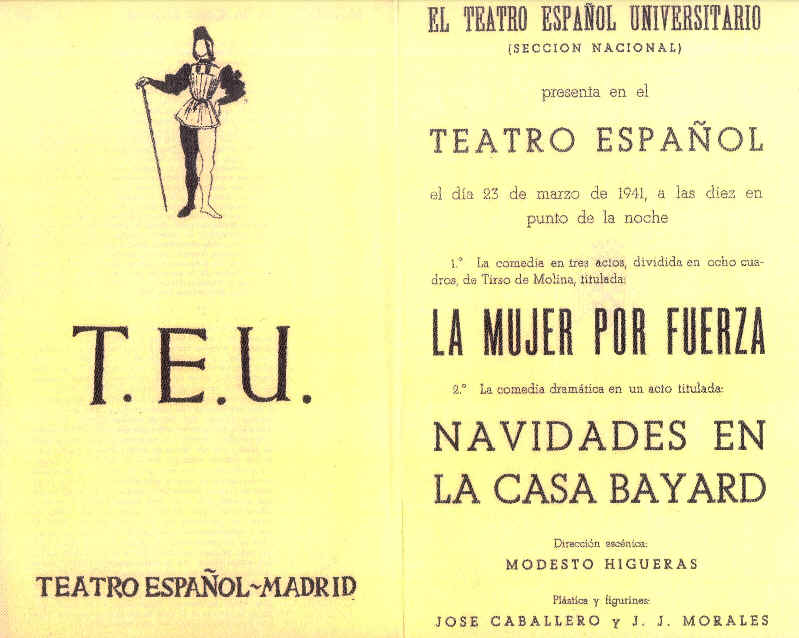 T.E.U.
TEATRO ESPAÑOL~MADRID
EL TEATRO ESPAÑOL UNIVERSITARIO
(SECCION NACIONAL)
presenta en el
TEATRO ESPAÑOL
el día 23 de marzo de 1941, a las diez en
punto de la noche
1.° La comedia en tres actos, dividida en ocho cua-
dros, de Tirso de Molina, titulada:
LA MUJER POR FUERZA
2.° La comedia dramática en un acto titulada:
NAVIDADES EN
LA CASA BAYARD
Dirección escénica:
MODESTO HIGUERAS
Plástica y figurines:
JOSE CABALLERO y J. J. MORALES